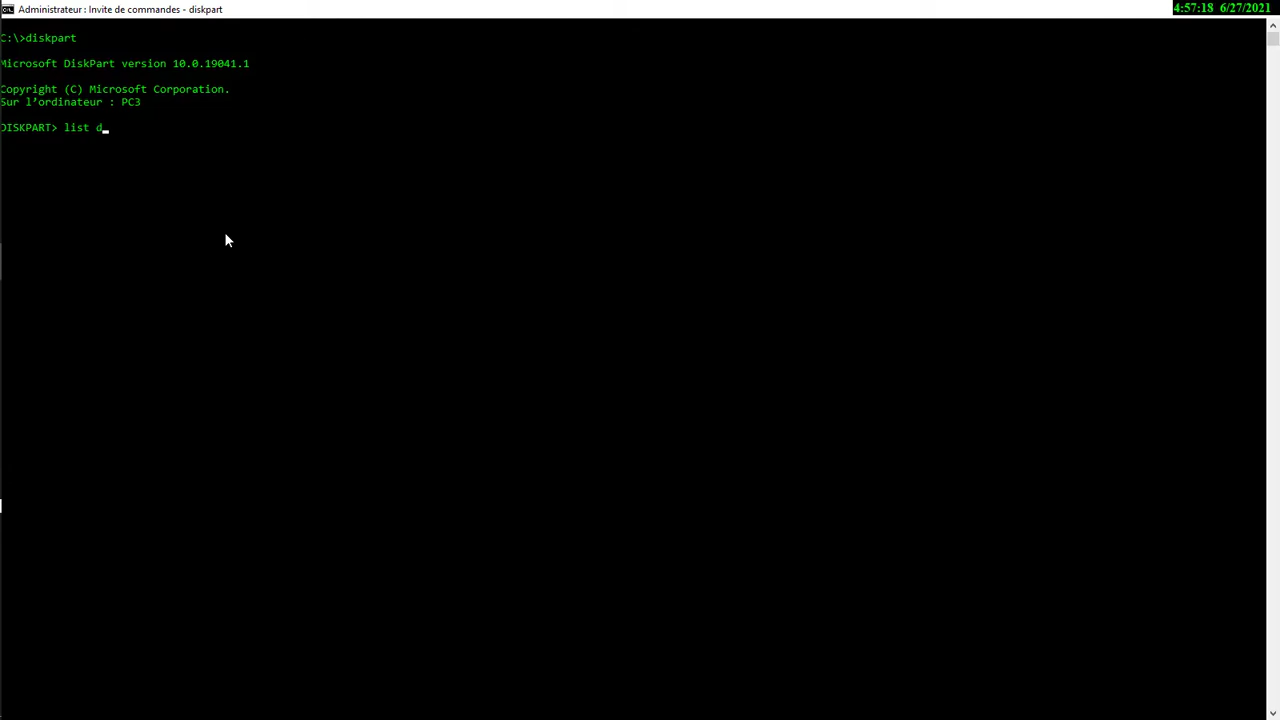 Administrateur : Invite de commandes - diskpart
4:57:18 6/27/2021
C:\>diskpart
Microsoft DiskPart version 10.0.19041.1
Copyright (C) Microsoft Corporation.
Sur l’ordinateur : PC3
DISKPART> list d